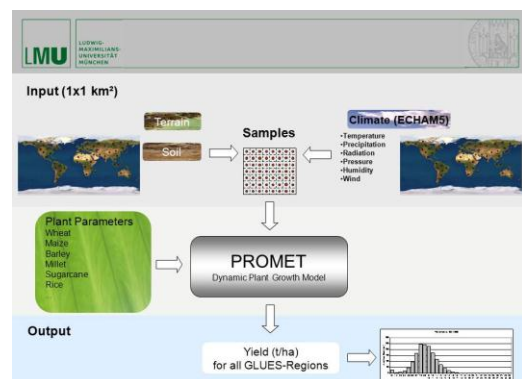 LMU
LUDWIG-
MAXIMILIANS-
UNIVERSITÄT
MÜNCHEN
Input (1x1 km²)
Terrain
Soil
Samples
Climate (ECHAM5)
•Temperature
•Precipitation
•Radiation
•Pressure
•Humidity
•Wind
Plant Parameters
Wheat
Maize
Barley
Millet
Sugarcane
Rice
PROMET
Dynamic Plant Growth Model
Output
Yield (t/ha)
for all GLUES-Regions